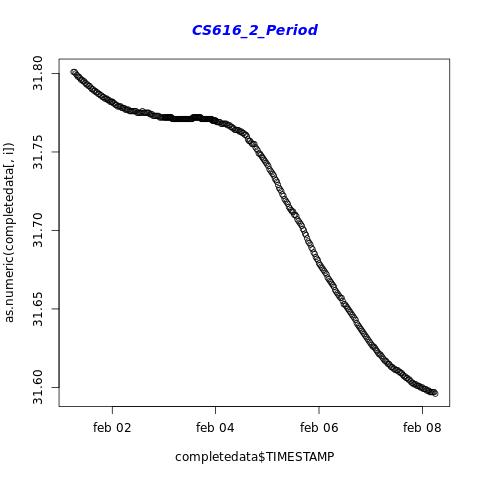 CS616_2_Period
31.80
31.75
31.70
31.65
31.60
as.numeric(completedata[, i])
feb 02
feb 04
feb 06
feb 08
completedata$TIMESTAMP